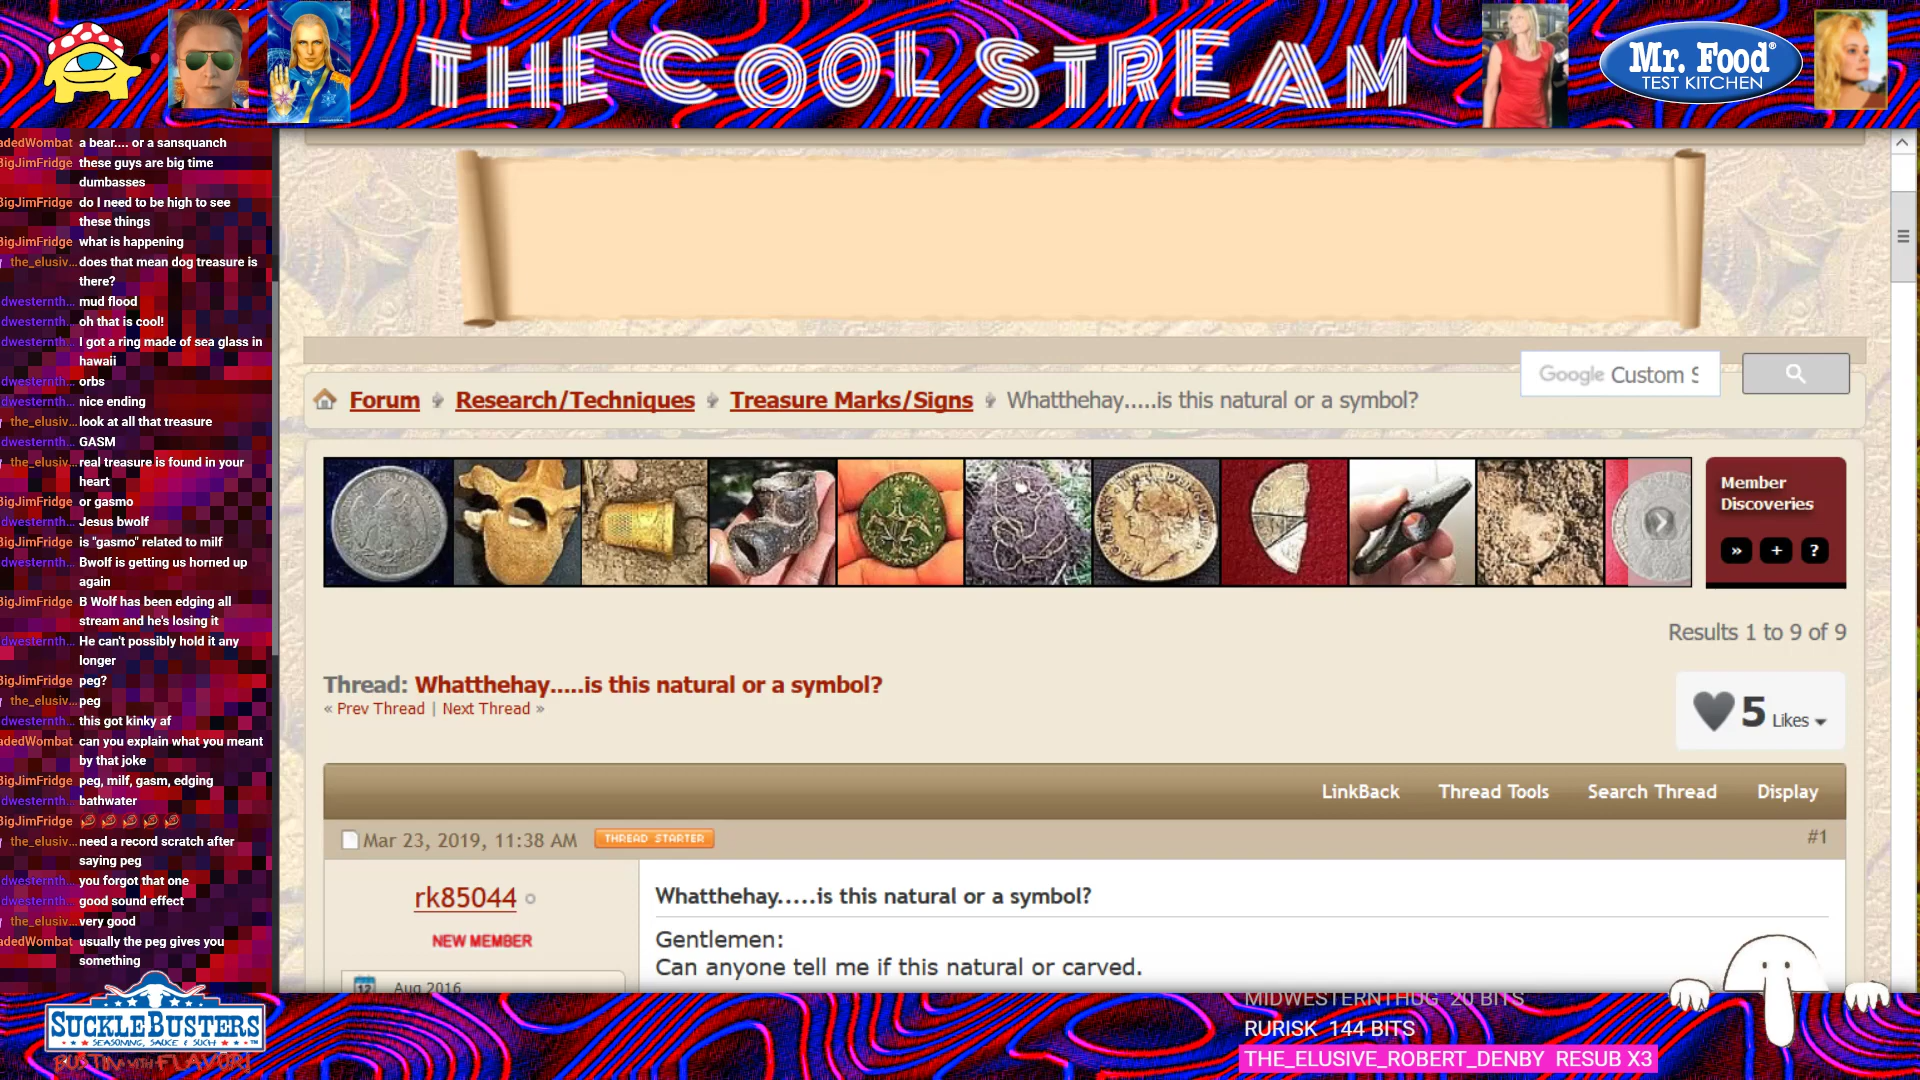 THE COOL STREAM
Mr. Food®
TEST KITCHEN
adedWombat a bear.... or a sansquanch
BigJimFridge these guys are big time
dumbasses
BigJimFridge do I need to be high to see
these things
BigJimFridge what is happening
the_elusiv... does that mean dog treasure is
there?
dwesternth... mud flood
dwesternth... oh that is cool!
dwesternth... I got a ring made of sea glass in
hawaii
dwesternth... orbs
dwesternth... nice ending
the_elusiv... look at all that treasure
dwesternth... GASM
the_elusiv... real treasure is found in your
heart
BigJimFridge or gasmo
dwesternth... Jesus bwolf
BigJimFridge is "gasmo" related to milf
dwesternth... Bwolf is getting us horned up
again
BigJimFridge B Wolf has been edging all
stream and he's losing it
dwesternth... He can't possibly hold it any
longer
BigJimFridge peg?
the_elusiv... peg
dwesternth... this got kinky af
adedWombat can you explain what you meant
by that joke
BigJimFridge peg, milf, gasm, edging
dwesternth... bathwater
BigJimFridge
the_elusiv... need a record scratch after
saying peg
dwesternth... you forgot that one
dwesternth... good sound effect
the_elusiv... very good
adedWombat usually the peg gives you
something
Google Custom S
Forum Research/Techniques Treasure Marks/Signs Whatthehay.....is this natural or a symbol?
Member
Discoveries
» + ?
Results 1 to 9 of 9
Thread: Whatthehay.....is this natural or a symbol?
« Prev Thread | Next Thread »
5 Likes
LinkBack Thread Tools Search Thread Display
Mar 23, 2019, 11:38 AM THREAD STARTER #1
rk85044
NEW MEMBER
12 Aug 2016
Whatthehay.....is this natural or a symbol?
Gentlemen:
Can anyone tell me if this natural or carved.
SUCKLEBUSTERS
SEASONING, SAUCE & SUCH
BUSTIN WITH FLAVOR!
MIDWESTERNTHUG 20 BITS
RURISK 144 BITS
THE_ELUSIVE_ROBERT_DENBY RESUB X3